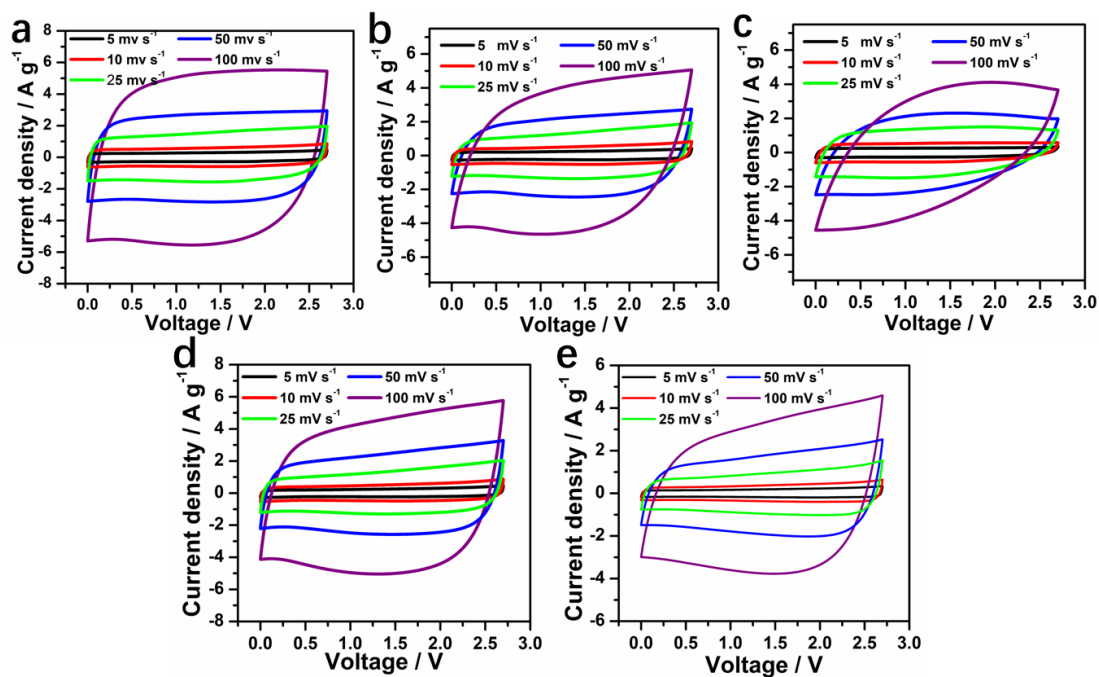 a
8
6
4
2
0
-2
-4
-6
5 mv s-1
50 mv s-1
10 mv s-1
100 mv s-1
25 mv s-1
0.0 0.5 1.0 1.5 2.0 2.5 3.0
Voltage / V
Current density / A g-1
b
6
4
2
0
-2
-4
-6
5 mV s-1
50 mV s-1
10 mV s-1
100 mV s-1
25 mV s-1
0.0 0.5 1.0 1.5 2.0 2.5 3.0
Voltage / V
Current density / A g-1
c
6
4
2
0
-2
-4
-6
5 mV s-1
50 mV s-1
10 mV s-1
100 mV s-1
25 mV s-1
0.0 0.5 1.0 1.5 2.0 2.5 3.0
Voltage / V
Current density / A g-1
d
8
6
4
2
0
-2
-4
-6
-8
5 mV s-1
50 mV s-1
10 mV s-1
100 mV s-1
25 mV s-1
0.0 0.5 1.0 1.5 2.0 2.5 3.0
Voltage / V
Current density / A g-1
e
6
4
2
0
-2
-4
-6
5 mV s-1
50 mV s-1
10 mV s-1
100 mV s-1
25 mV s-1
0.0 0.5 1.0 1.5 2.0 2.5 3.0
Voltage / V
Current density / A g-1